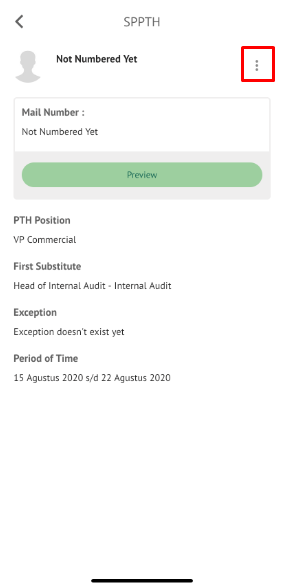 SPPTH
Not Numbered Yet
Mail Number :
Not Numbered Yet
Preview
PTH Position
VP Commercial
First Substitute
Head of Internal Audit - Internal Audit
Exception
Exception doesn't exist yet
Period of Time
15 Agustus 2020 s/d 22 Agustus 2020